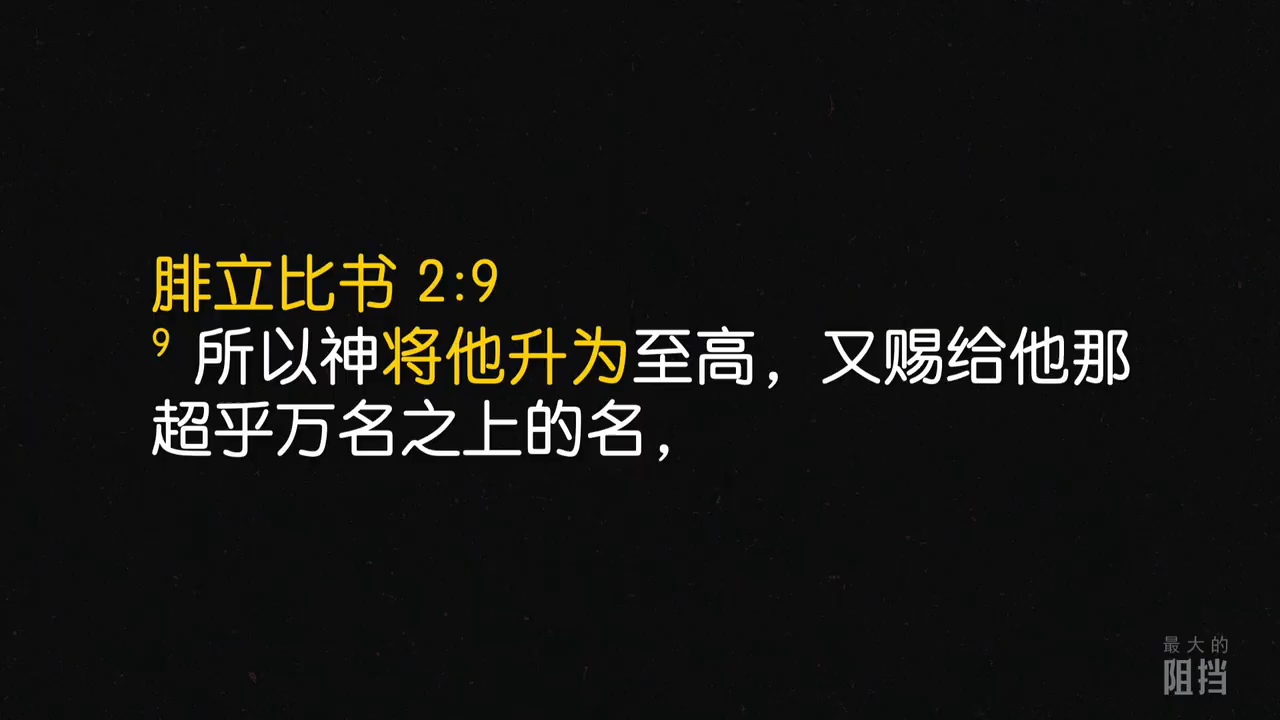 腓立比书 2:9
9 所以神将他升为至高，又赐给他那
超乎万名之上的名，
最大的
阻挡